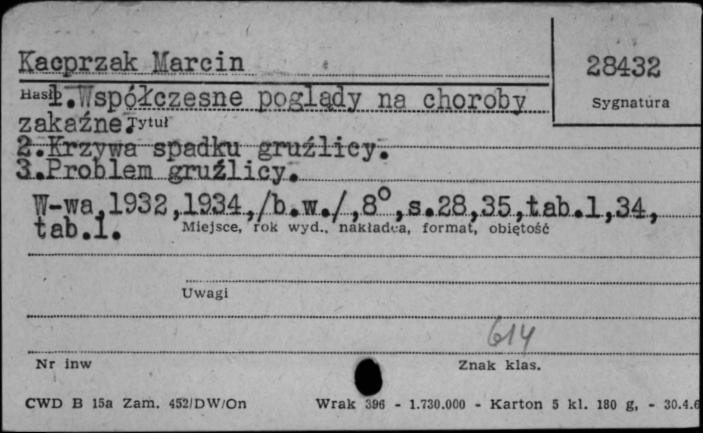 Kacprzak Marcin
28432
Hasło 1.Współczesne poglądy na choroby
Sygnatura
zakaźne. Tytuł
2.Krzywa spadku gruźlicy.
3.Problem gruźlicy.
W-wa,1932,1934,/b.w./,8°,s.28,35,tab.1,34,
tab.1.
Miejsce, rok wyd., nakładca, format, objętość
Uwagi
614
Nr inw
Znak klas.
CWD B 15a Zam. 452/DW/On
Wrak 396 - 1.730.000 - Karton 5 kl. 180 g, - 30.4.6